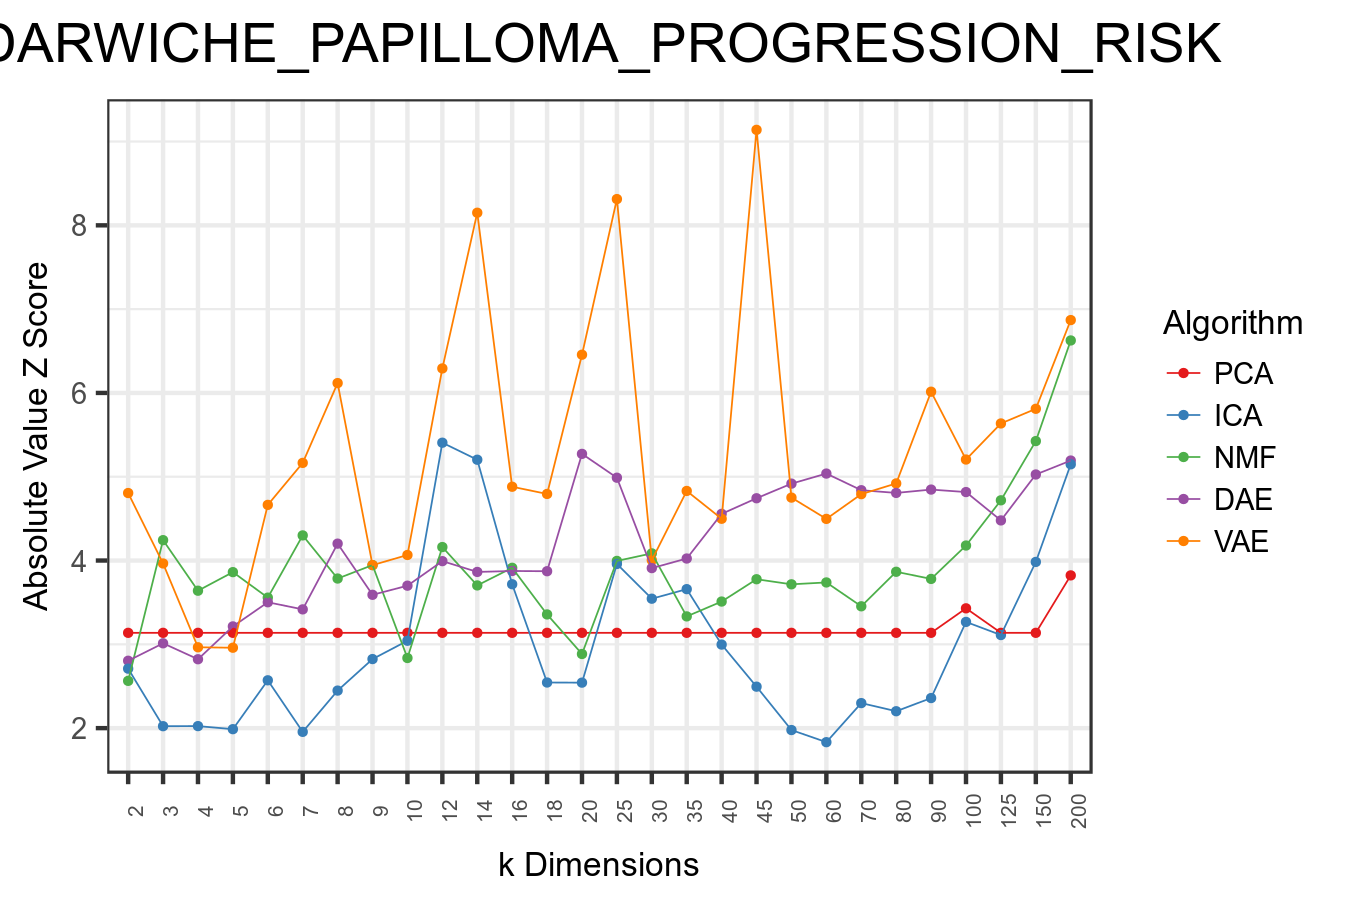 DARWICHE_PAPILLOMA_PROGRESSION_RISK
Absolute Value Z Score
8
6
4
2
2 3 4 5 6 7 8 9 10 12 14 16 18 20 25 30 35 40 45 50 60 70 80 90 100 125 150 200
k Dimensions
Algorithm
PCA
ICA
NMF
DAE
VAE